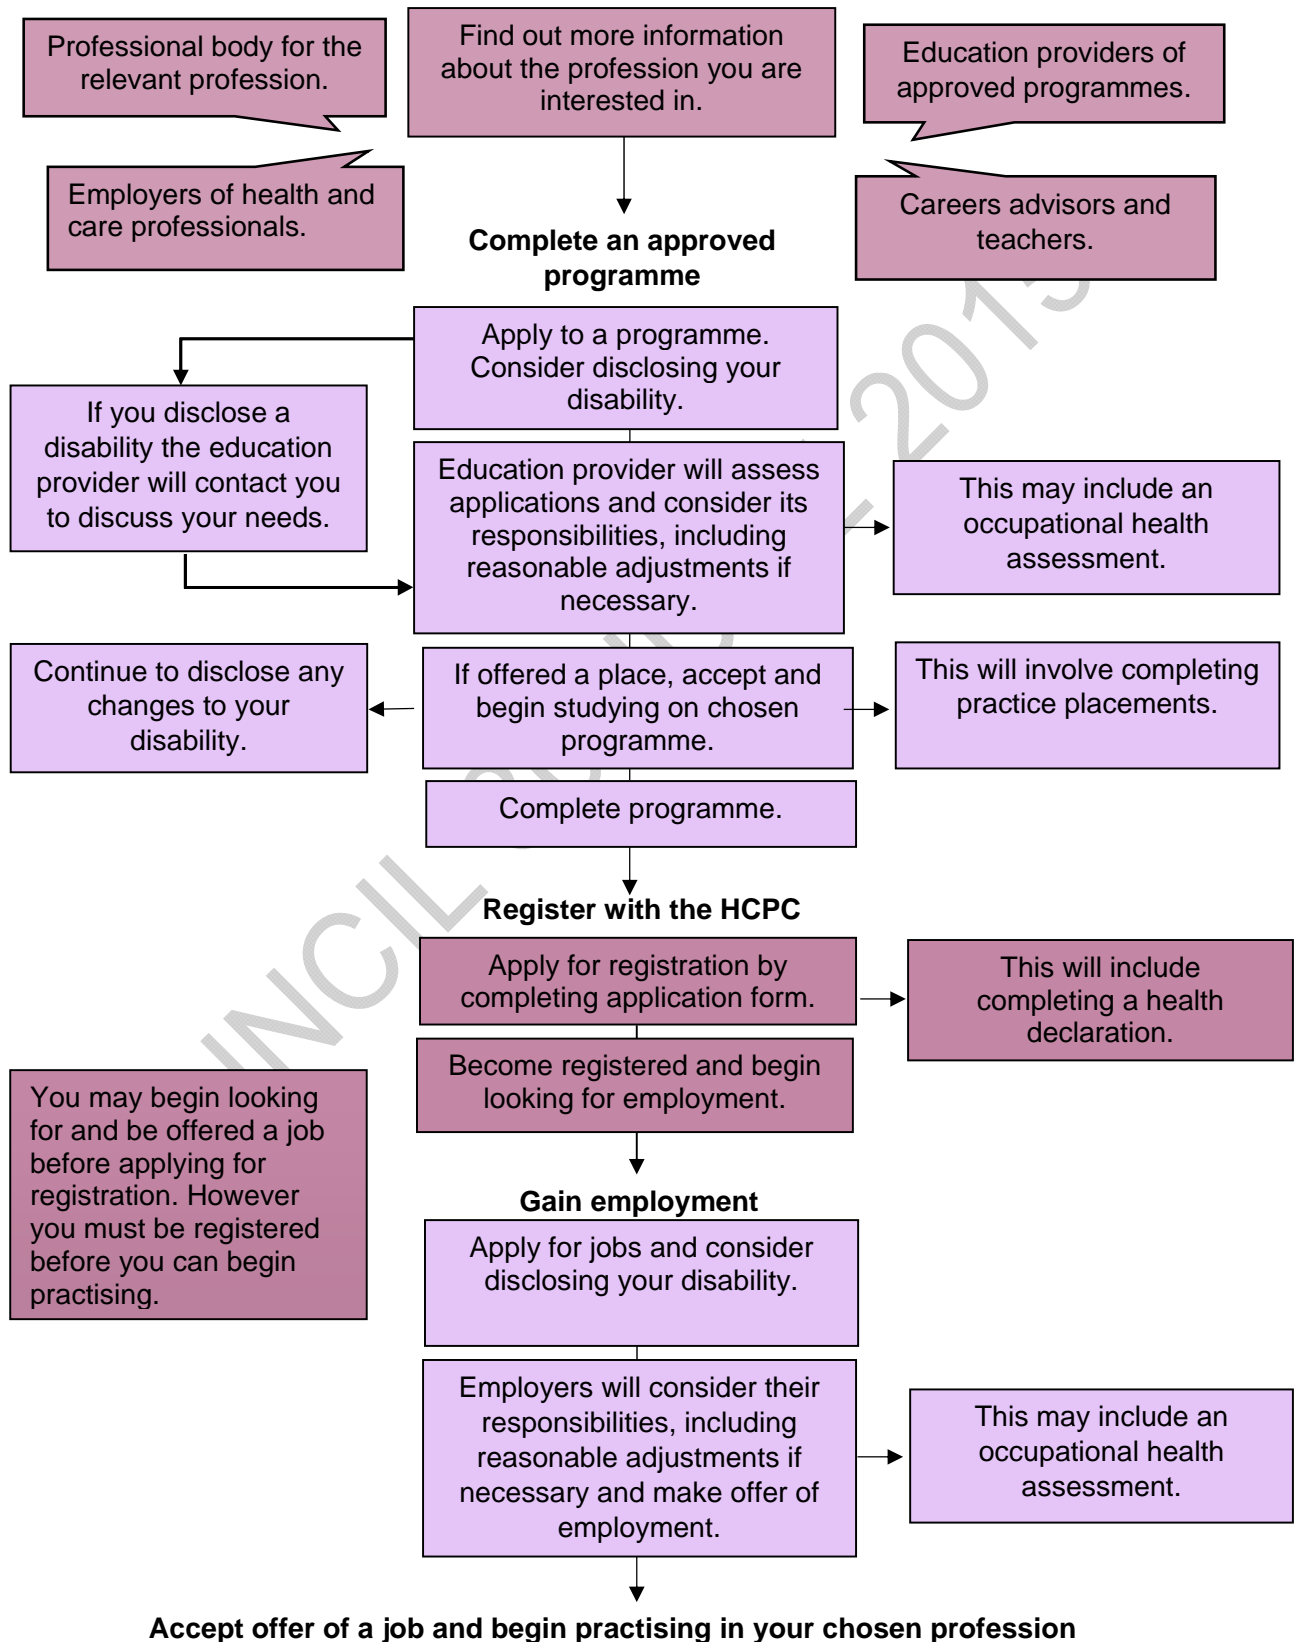 Professional body for the
relevant profession.
Find out more information
about the profession you are
interested in.
Education providers of
approved programmes.
Employers of health and
care professionals.
Careers advisors and
teachers.
Complete an approved
programme
Apply to a programme.
Consider disclosing your
disability.
If you disclose a
disability the education
provider will contact you
to discuss your needs.
Education provider will assess
applications and consider its
responsibilities, including
reasonable adjustments if
necessary.
This may include an
occupational health
assessment.
Continue to disclose any
changes to your
disability.
If offered a place, accept and
begin studying on chosen
programme.
This will involve completing
practice placements.
Complete programme.
Register with the HCPC
Apply for registration by
completing application form.
This will include
completing a health
declaration.
Become registered and begin
looking for employment.
You may begin looking
for and be offered a job
before applying for
registration. However
you must be registered
before you can begin
practising.
Gain employment
Apply for jobs and consider
disclosing your disability.
Employers will consider their
responsibilities, including
reasonable adjustments if
necessary and make offer of
employment.
This may include an
occupational health
assessment.
Accept offer of a job and begin practising in your chosen profession